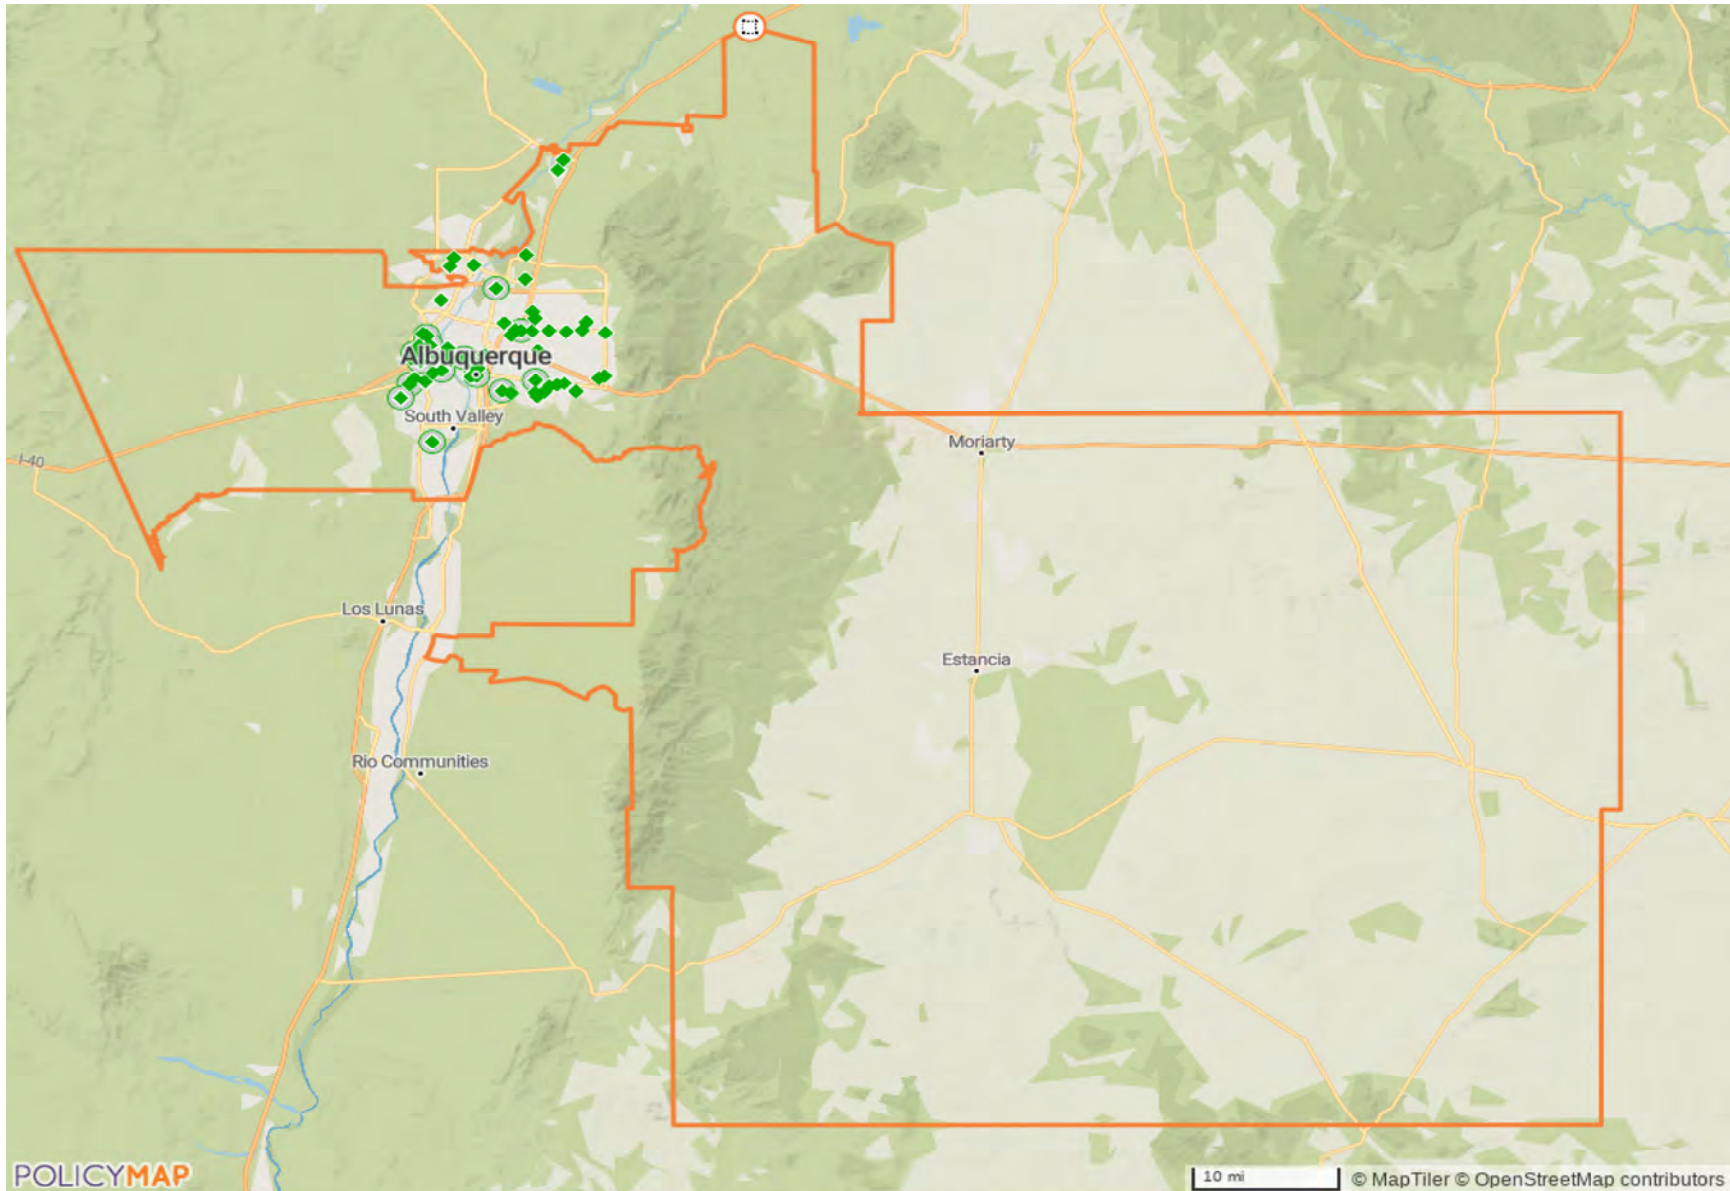 Albuquerque
South Valley
Moriarty
I-40
Los Lunas
Estancia
Rio Communities
POLICYMAP
10 mi
© MapTiler © OpenStreetMap contributors